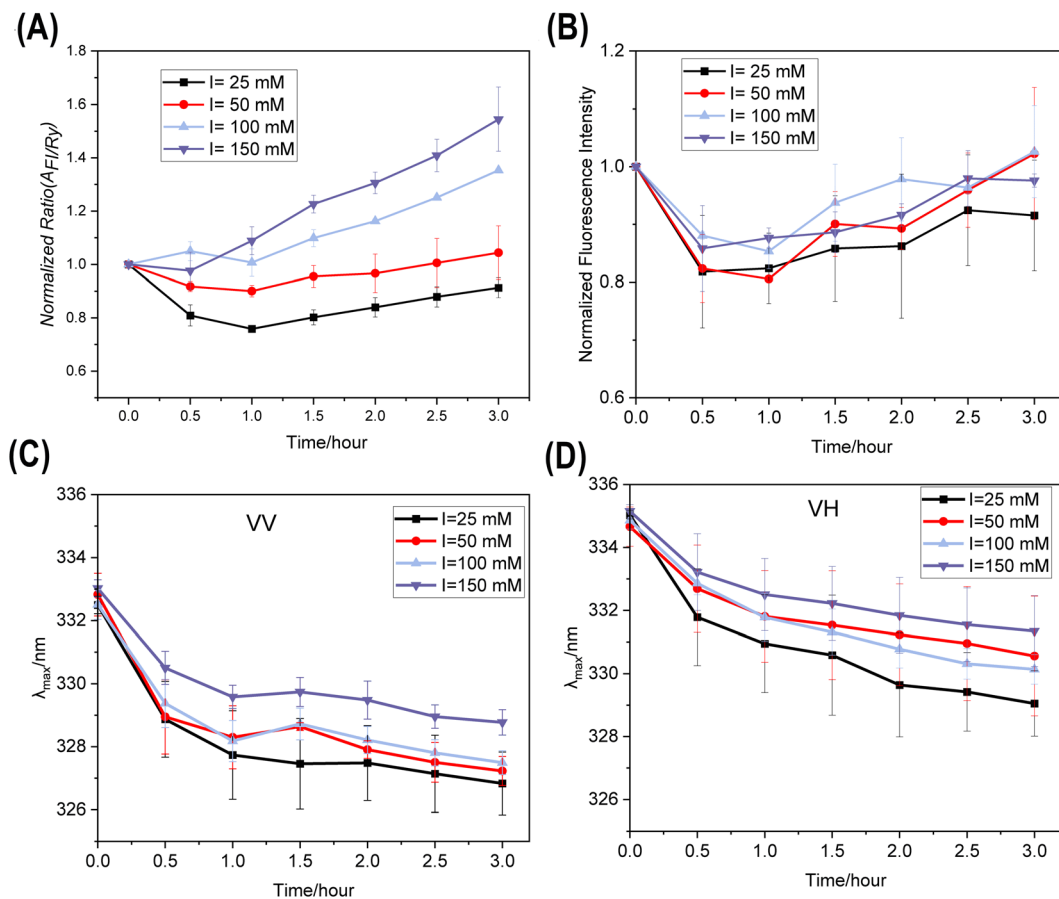 (A)
1.8
1.6
1.4
1.2
1.0
0.8
0.6
Normalized Ratio(AFl/Ry)
I= 25 mM
I= 50 mM
I= 100 mM
I= 150 mM
0.0 0.5 1.0 1.5 2.0 2.5 3.0
Time/hour
(B)
1.2
1.0
0.8
0.6
Normalized Fluorescence Intensity
I= 25 mM
I= 50 mM
I= 100 mM
I= 150 mM
0.0 0.5 1.0 1.5 2.0 2.5 3.0
Time/hour
(C)
336
334
332
330
328
326
λmax/nm
VV
I=25 mM
I=50 mM
I=100 mM
I=150 mM
0.0 0.5 1.0 1.5 2.0 2.5 3.0
Time/hour
(D)
336
334
332
330
328
326
λmax/nm
VH
I=25 mM
I=50 mM
I=100 mM
I=150 mM
0.0 0.5 1.0 1.5 2.0 2.5 3.0
Time/hour